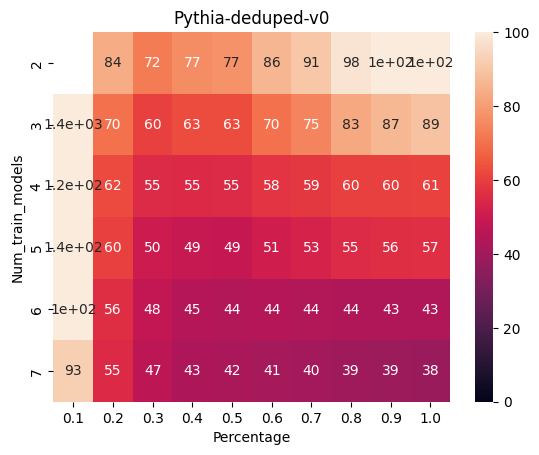 Pythia-deduped-v0
2 84 72 77 77 86 91 98 1e+02 1e+02
3 1.4e+03 70 60 63 63 70 75 83 87 89
4 1.2e+02 62 55 55 55 58 59 60 60 61
5 1.4e+02 60 50 49 49 51 53 55 56 57
6 1e+02 56 48 45 44 44 44 44 43 43
7 93 55 47 43 42 41 40 39 39 38
0.1 0.2 0.3 0.4 0.5 0.6 0.7 0.8 0.9 1.0
Percentage
Num_train_models
100
80
60
40
20
0